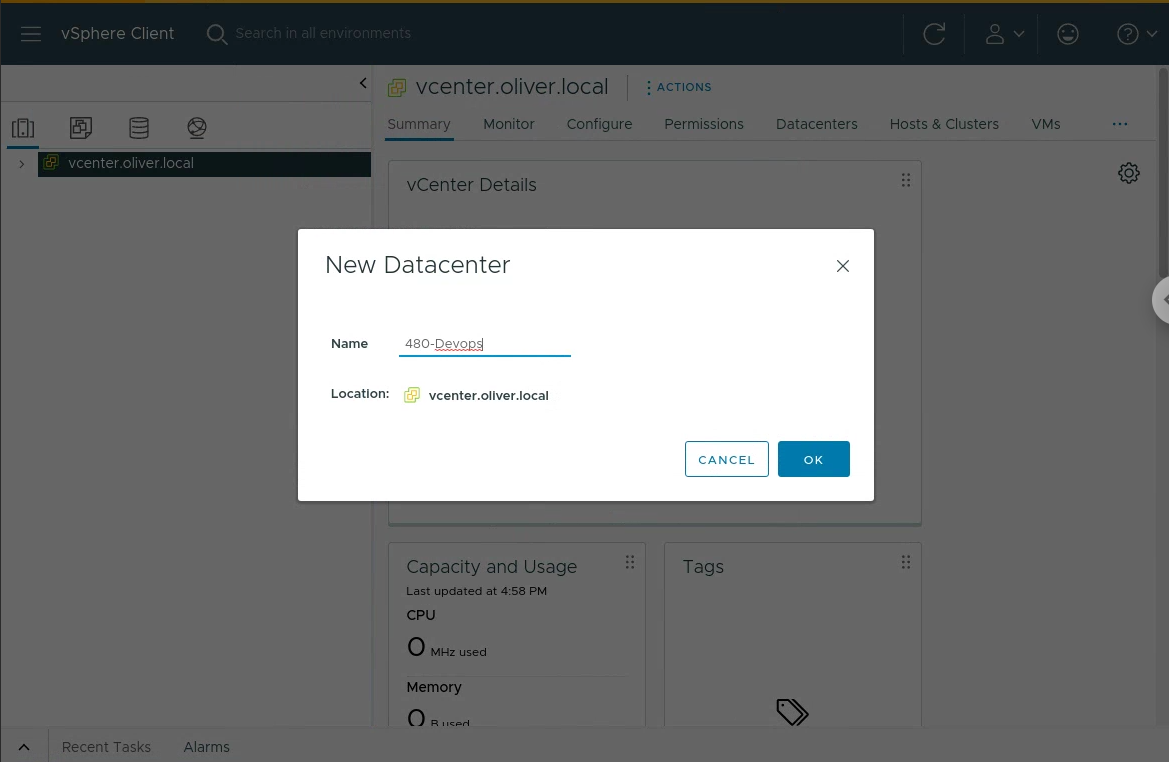 vSphere Client
Search in all environments
vcenter.oliver.local
ACTIONS
Summary Monitor Configure Permissions Datacenters Hosts & Clusters VMs ...
vcenter.oliver.local
vCenter Details
New Datacenter
Name 480-Devops
Location: vcenter.oliver.local
CANCEL OK
Capacity and Usage
Last updated at 4:58 PM
CPU
0 MHz used
Memory
0 B used
Tags
Recent Tasks Alarms